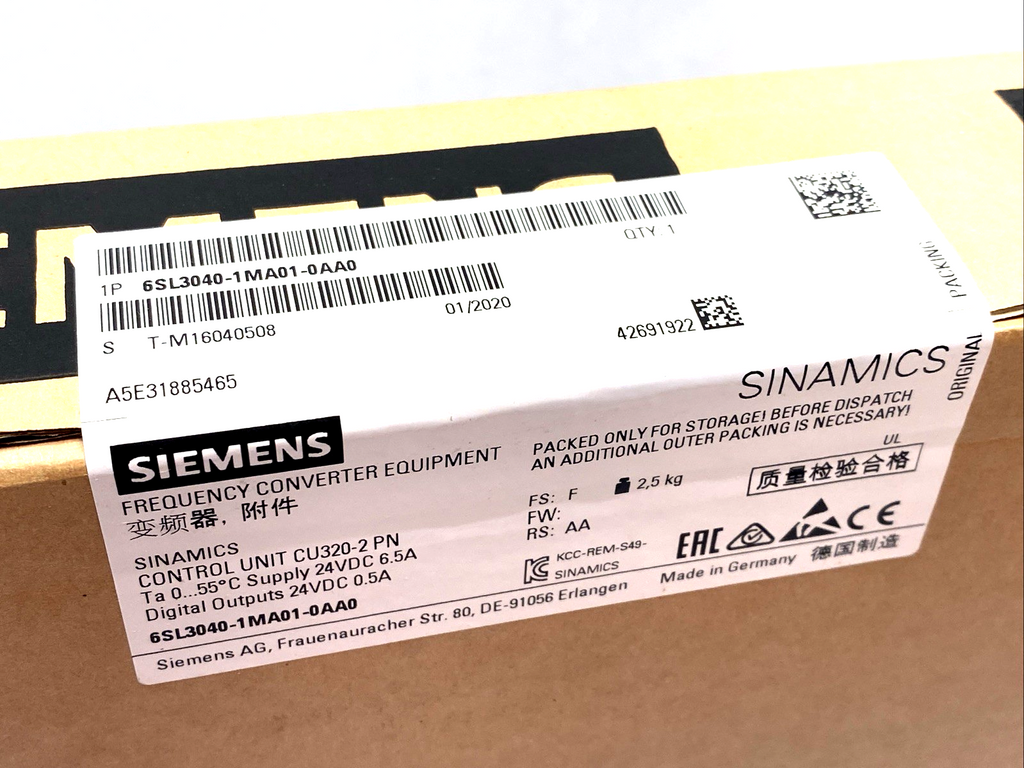 SIEMENS
QTY. 1
1P 6SL3040-1MA01-0AA0
01/2020
S T-M16040508
42691922
A5E31885465
ORIGINAL PACKING
SINAMICS
SIEMENS
FREQUENCY CONVERTER EQUIPMENT
变频器, 附件
PACKED ONLY FOR STORAGE! BEFORE DISPATCH
AN ADDITIONAL OUTER PACKING IS NECESSARY!
UL
质量检验合格
FS: F 2,5 kg
FW:
RS: AA
SINAMICS
CONTROL UNIT CU320-2 PN
Ta 0...55°C Supply 24VDC 6.5A
Digital Outputs 24VDC 0.5A
6SL3040-1MA01-0AA0
KCC-REM-S49-
SINAMICS
EAC CE
Made in Germany 德国制造
Siemens AG, Frauenauracher Str. 80, DE-91056 Erlangen